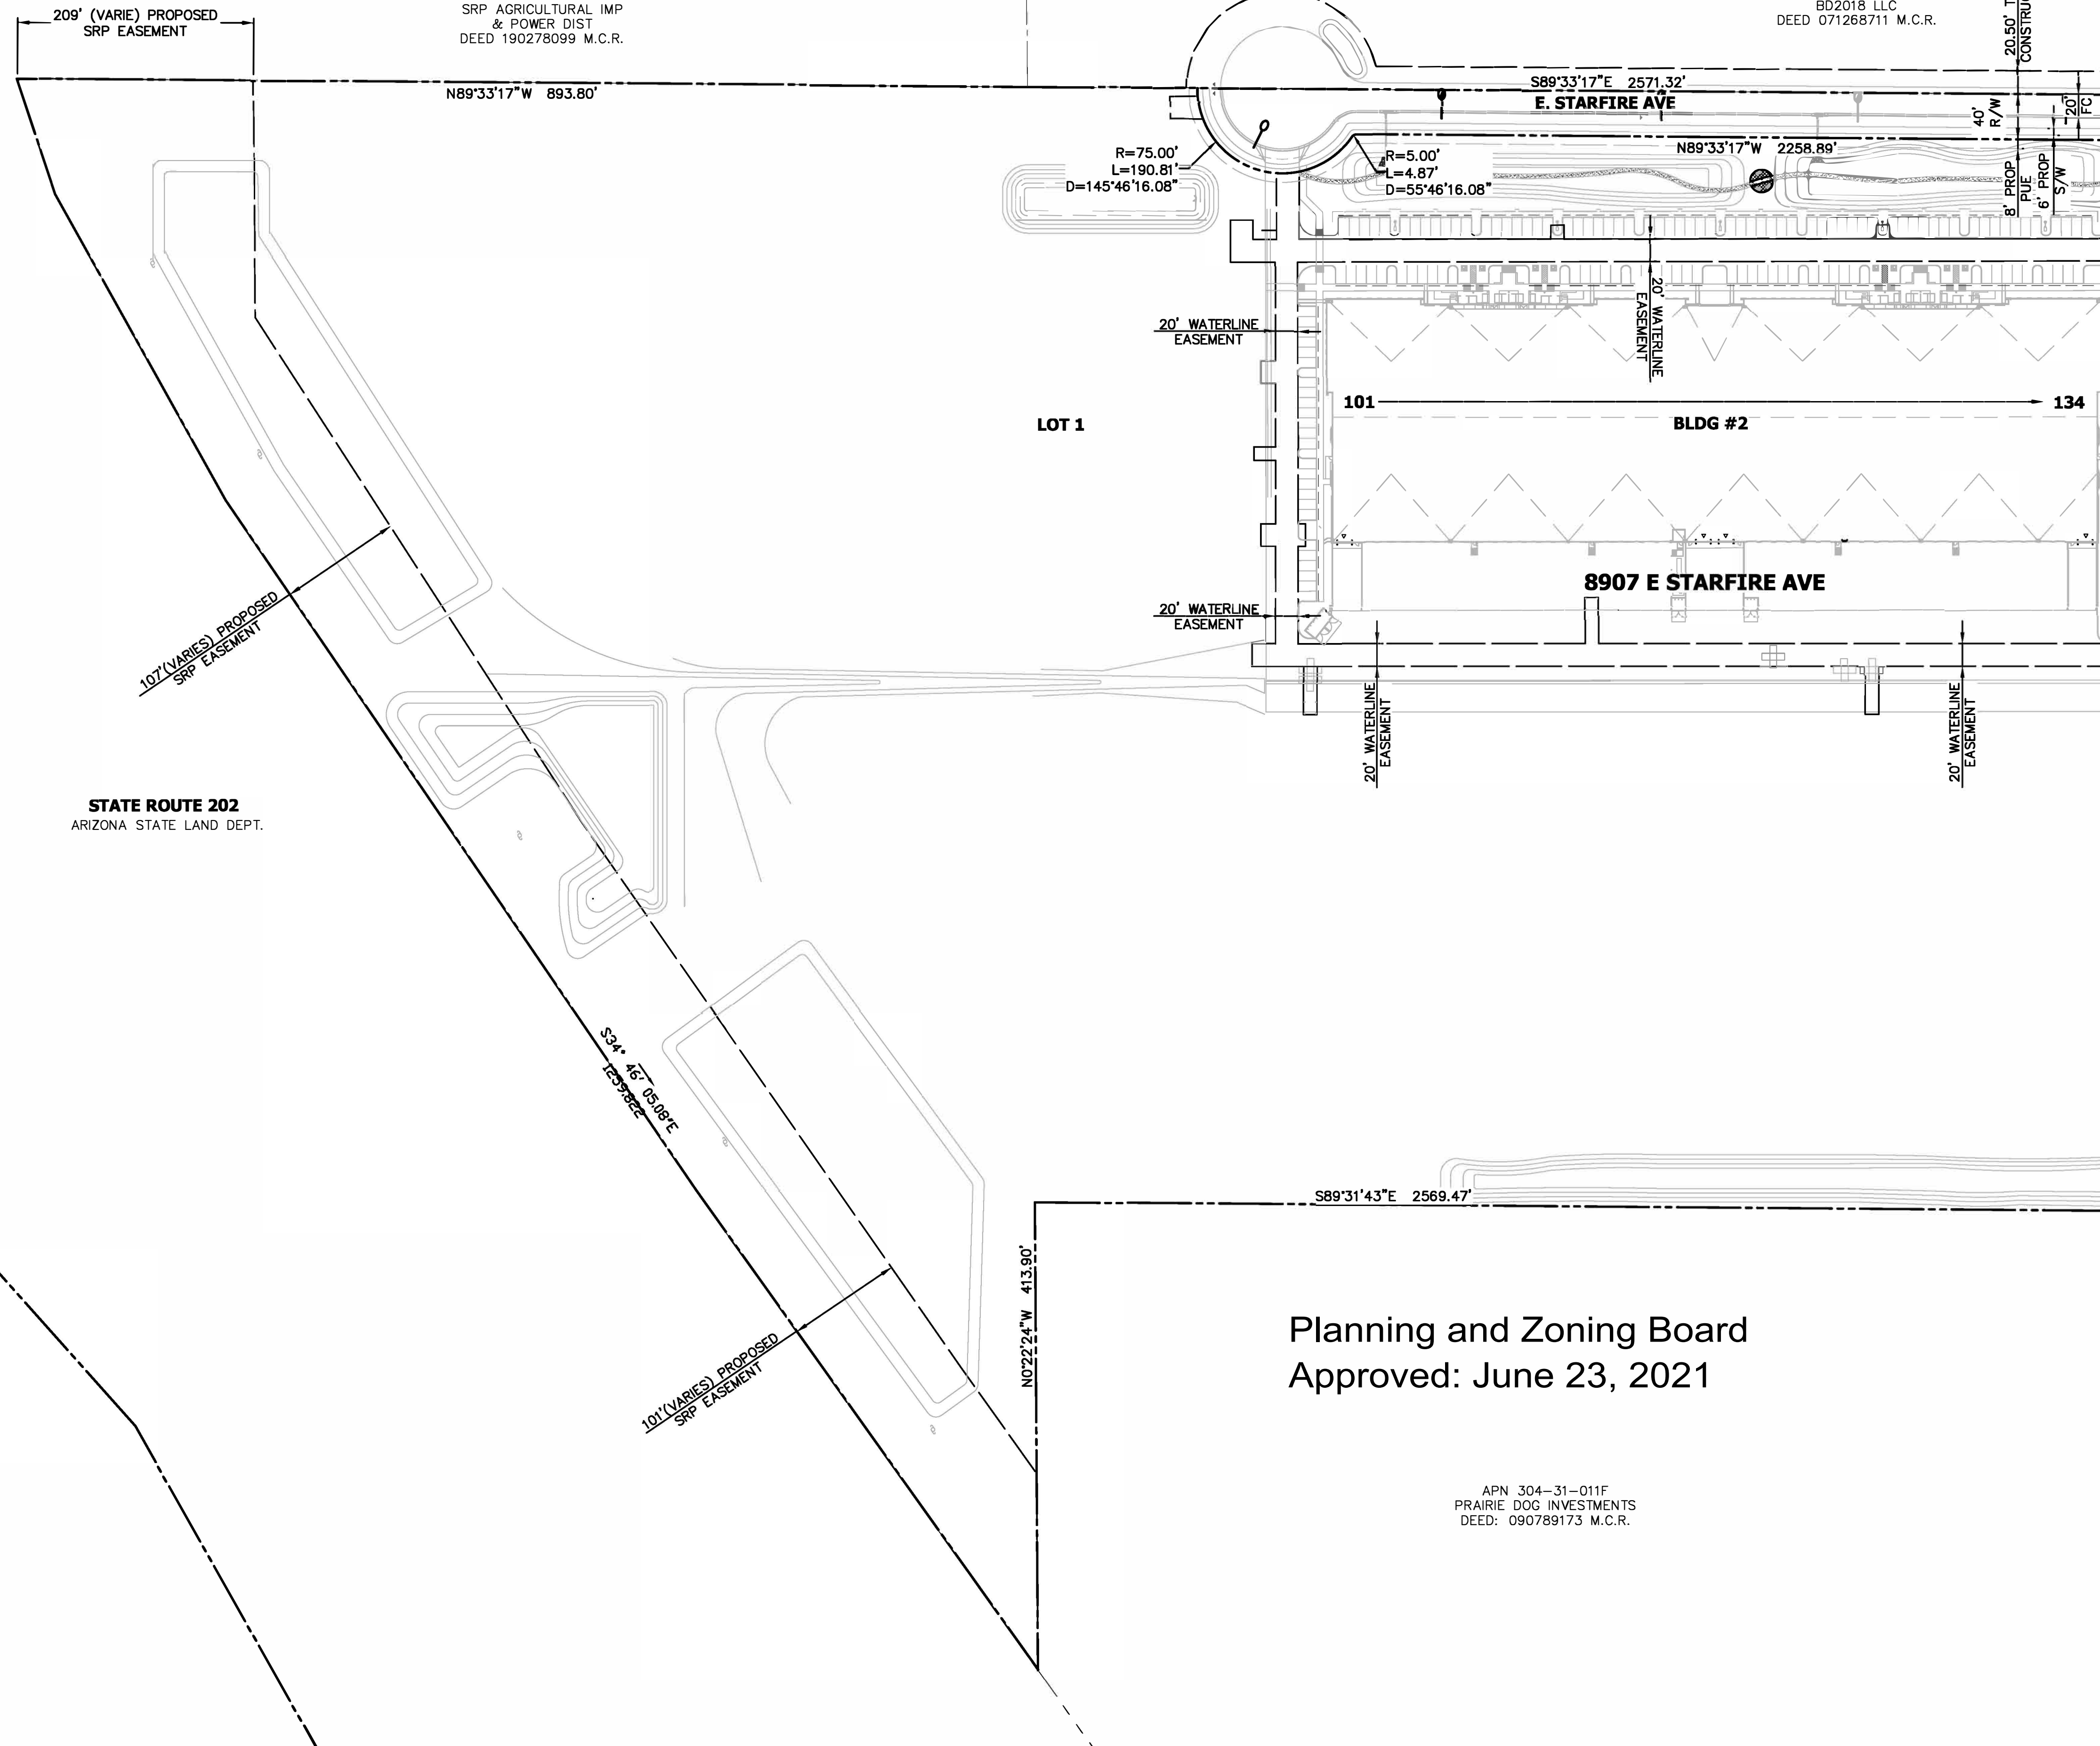 209' (VARIE) PROPOSED
SRP EASEMENT
SRP AGRICULTURAL IMP
& POWER DIST
DEED 190278099 M.C.R.
BD2018 LLC
DEED 071268711 M.C.R.
20.50' T
CONSTRUC
N89°33'17"W 893.80'
S89°33'17"E 2571.32'
E. STARFIRE AVE
40'
R/W
20'
FC
N89°33'17"W 2258.89'
R=75.00'
L=190.81'
D=145°46'16.08"
R=5.00'
L=4.87'
D=55°46'16.08"
8' PROP
PUE
6' PROP
S/W
20' WATERLINE
EASEMENT
20' WATERLINE
EASEMENT
LOT 1
101
134
BLDG #2
8907 E STARFIRE AVE
107'(VARIES) PROPOSED
SRP EASEMENT
20' WATERLINE
EASEMENT
20' WATERLINE
EASEMENT
20' WATERLINE
EASEMENT
STATE ROUTE 202
ARIZONA STATE LAND DEPT.
S34° 46' 05.08"E
1259.822
S89°31'43"E 2569.47'
N0°22'24"W 413.90'
101'(VARIES) PROPOSED
SRP EASEMENT
Planning and Zoning Board
Approved: June 23, 2021
APN 304-31-011F
PRAIRIE DOG INVESTMENTS
DEED: 090789173 M.C.R.